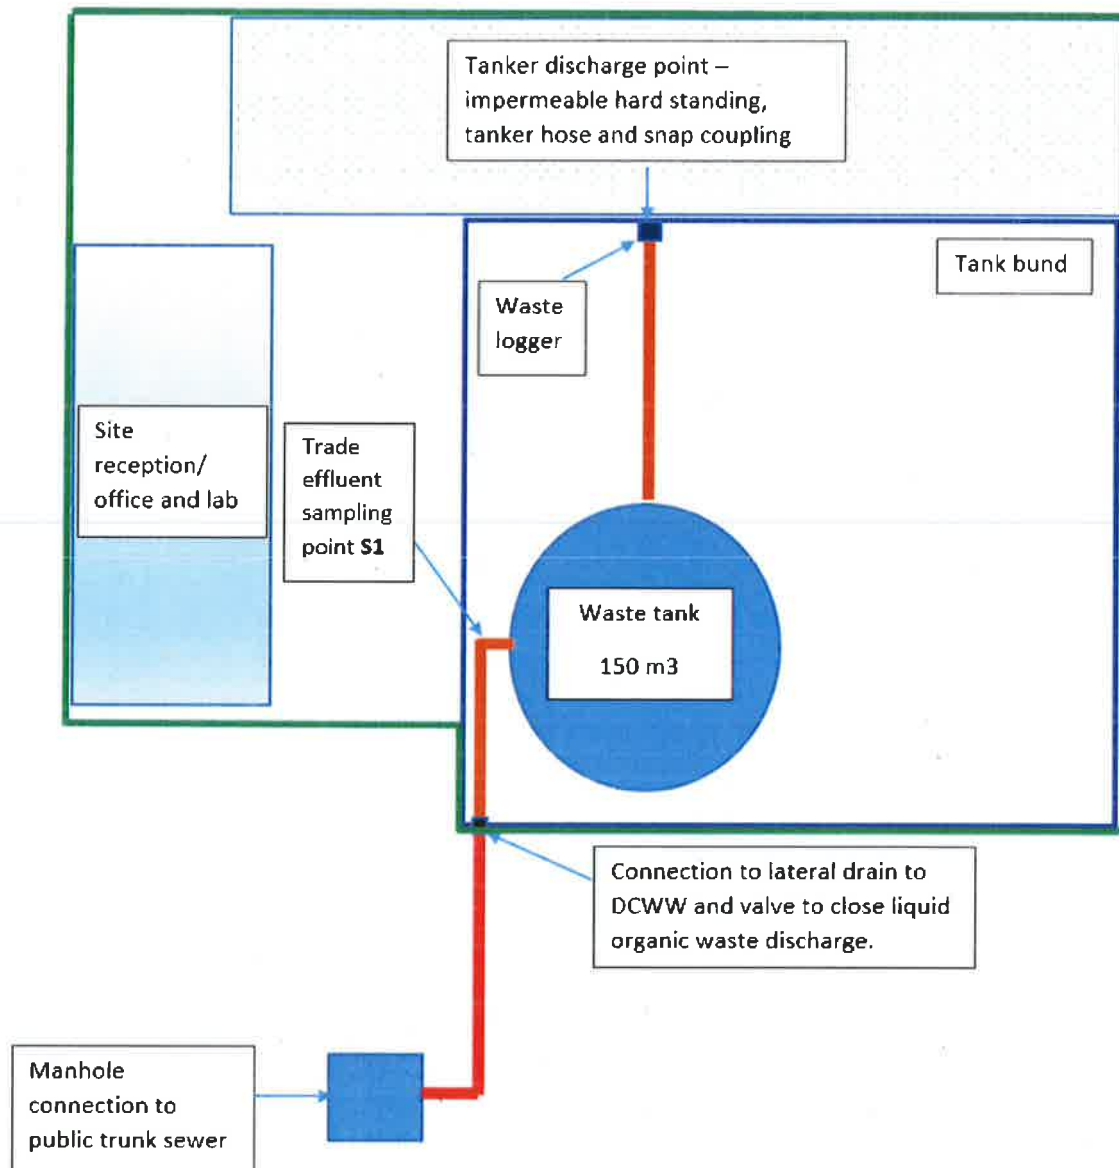 Tanker discharge point –
impermeable hard standing,
tanker hose and snap coupling
Tank bund
Waste
logger
Site
reception/
office and lab
Trade
effluent
sampling
point S1
Waste tank
150 m3
Connection to lateral drain to
DCWW and valve to close liquid
organic waste discharge.
Manhole
connection to
public trunk sewer